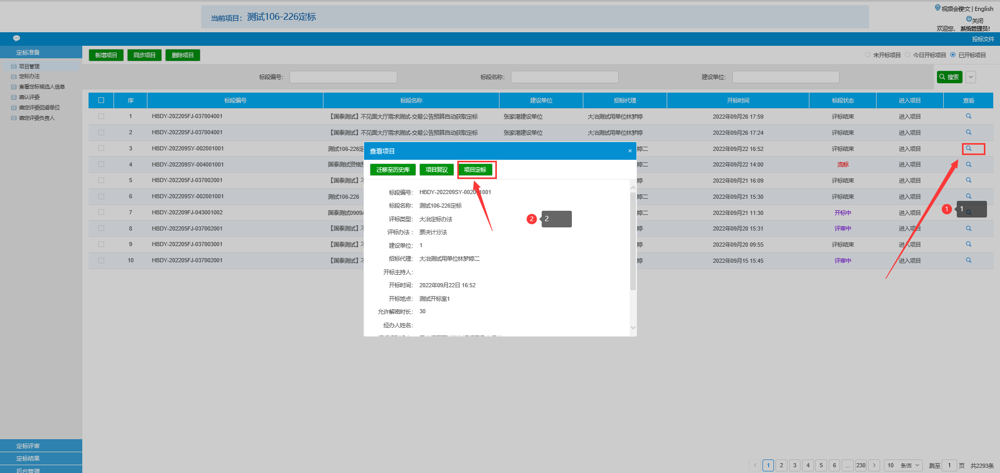 当前项目： 测试106-226定标
视频会议 中文 | English
关闭
欢迎您， 系统管理员!
投标文件
定标准备
项目管理
定标办法
查看定标候选人信息
确认评委
确定评委回避单位
确定评委负责人
新增项目 同步项目 删除项目
未开标项目 今日开标项目 已开标项目
标段编号： 标段名称： 建设单位： 搜索
序 标段编号 标段名称 建设单位 招标代理 开标时间 标段状态 进入项目 查看
1 HBDY-202205FJ-037004001 【国泰测试】不见面大厅需求测试-交易公告预算自动获取定标 张家港建设单位 大冶测试用单位林梦婷 2022年09月26 17:59 评标结束 进入项目
2 HBDY-202205FJ-037004001 【国泰测试】不见面大厅需求测试-交易公告预算自动获取定标 张家港建设单位 大冶测试用单位林梦婷 2022年09月26 17:24 评标结束 进入项目
3 HBDY-202209SY-002001001 测试106-226定 婷二 2022年09月22 16:52 评标结束 进入项目
4 HBDY-202209SY-004001001 国泰测试资格 婷二 2022年09月22 14:00 流标 进入项目
5 HBDY-202205FJ-037002001 【国泰测试】不 婷 2022年09月21 16:09 评标结束 进入项目
6 HBDY-202209SY-002001001 测试106-226 婷二 2022年09月21 15:30 评标结束 进入项目
7 HBDY-202209FJ-043001002 国泰测试0909A 婷二 2022年09月21 11:30 开标中 进入项目
8 HBDY-202205FJ-037002001 【国泰测试】不 婷 2022年09月20 15:31 评审中 进入项目
9 HBDY-202205FJ-037003001 【国泰测试】不 婷 2022年09月20 09:55 评标结束 进入项目
10 HBDY-202205FJ-037002001 【国泰测试】不 婷 2022年09月15 15:45 评审中 进入项目
查看项目 ×
迁移至历史库 项目复议 项目定标
标段编号： HBDY-202209SY-002001001
标段名称： 测试106-226定标
评标类型： 大冶定标办法
评标办法： 票决计分法
建设单位： 1
招标代理： 大冶测试用单位林梦婷二
开标主持人：
开标时间： 2022年09月22日 16:52
开标地点： 测试开标室1
允许解密时长： 30
经办人姓名：
1 1
2 2
定标评审
定标结果
后台管理
1 2 3 4 5 6 ... 230 10 条/页 跳至 1 页 共2293条